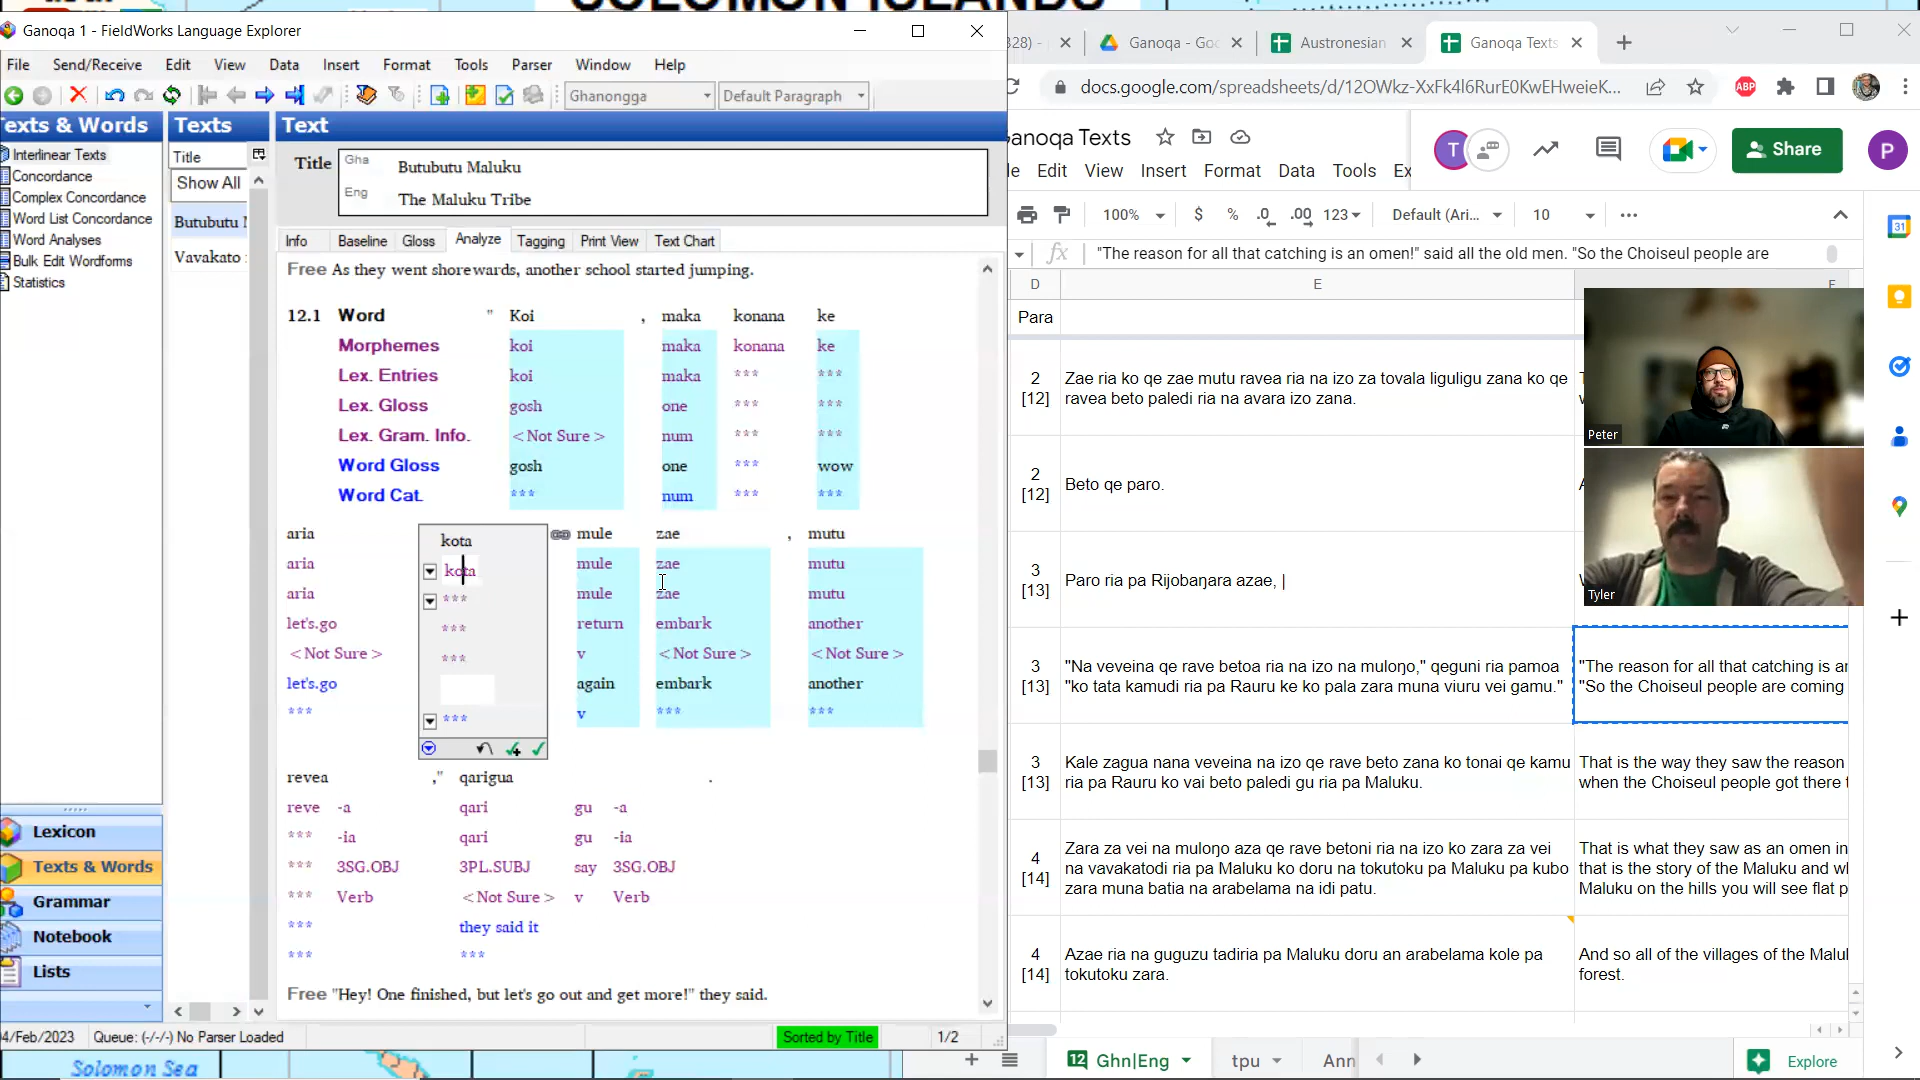 SOLOMON ISLANDS
Ganoqa 1 - FieldWorks Language Explorer
File Send/Receive Edit View Data Insert Format Tools Parser Window Help
Ghanongga Default Paragraph
Texts & Words
Interlinear Texts
Concordance
Complex Concordance
Word List Concordance
Word Analyses
Bulk Edit Wordforms
Statistics
Lexicon
Texts & Words
Grammar
Notebook
Lists
Texts
Title
Show All
Butubutu M
Vavakato
Text
Title Gha Butubutu Maluku
Eng The Maluku Tribe
Info Baseline Gloss Analyze Tagging Print View Text Chart
Free As they went shorewards, another school started jumping.
12.1 Word " Koi , maka konana ke
Morphemes koi maka konana ke
Lex. Entries koi maka *** ***
Lex. Gloss gosh one *** ***
Lex. Gram. Info. <Not Sure> num *** ***
Word Gloss gosh one *** wow
Word Cat. *** num *** ***
aria kota mule zae , mutu
aria kota mule zae mutu
aria *** mule zae mutu
let's.go *** return embark another
<Not Sure> *** v <Not Sure> <Not Sure>
let's.go again embark another
*** *** v *** ***
revea ," qarigua .
reve -a qari gu -a
*** -ia qari gu -ia
*** 3SG.OBJ 3PL.SUBJ say 3SG.OBJ
*** Verb <Not Sure> v Verb
*** they said it
*** ***
Free "Hey! One finished, but let's go out and get more!" they said.
04/Feb/2023 Queue: (-/-/-) No Parser Loaded Sorted by Title 1/2
Solomon Sea
328) - Ganoqa - Goo Austronesian Ganoqa Texts
docs.google.com/spreadsheets/d/12OWkz-XxFk4l6RurE0KwEHweieK...
ABP
Ganoqa Texts
Edit View Insert Format Data Tools Ex
T Share P
100% $ % .0 .00 123 Default (Ari... 10
fx "The reason for all that catching is an omen!" said all the old men. "So the Choiseul people are
D E F
Para
2
[12]
Zae ria ko qe zae mutu ravea ria na izo za tovala liguligu zana ko qe
ravea beto paledi ria na avara izo zana.
2
[12]
Beto qe paro.
3
[13]
Paro ria pa Rijobaŋara azae,
3
[13]
"Na veveina qe rave betoa ria na izo na muloŋo," qeguni ria pamoa
"ko tata kamudi ria pa Rauru ke ko pala zara muna viuru vei gamu."
"The reason for all that catching is an
"So the Choiseul people are coming
3
[13]
Kale zagua nana veveina na izo qe rave beto zana ko tonai qe kamu
ria pa Rauru ko vai beto paledi gu ria pa Maluku.
That is the way they saw the reason
when the Choiseul people got there t
4
[14]
Zara za vei na muloŋo aza qe rave betoni ria na izo ko zara za vei
na vavakatodi ria pa Maluku ko doru na tokutoku pa Maluku pa kubo
zara muna batia na arabelama na idi patu.
That is what they saw as an omen in
that is the story of the Maluku and wh
Maluku on the hills you will see flat p
4
[14]
Azae ria na guguzu tadiria pa Maluku doru an arabelama kole pa
tokutoku zara.
And so all of the villages of the Malul
forest.
Peter
Tyler
12 Ghn|Eng tpu Ann
Explore
31